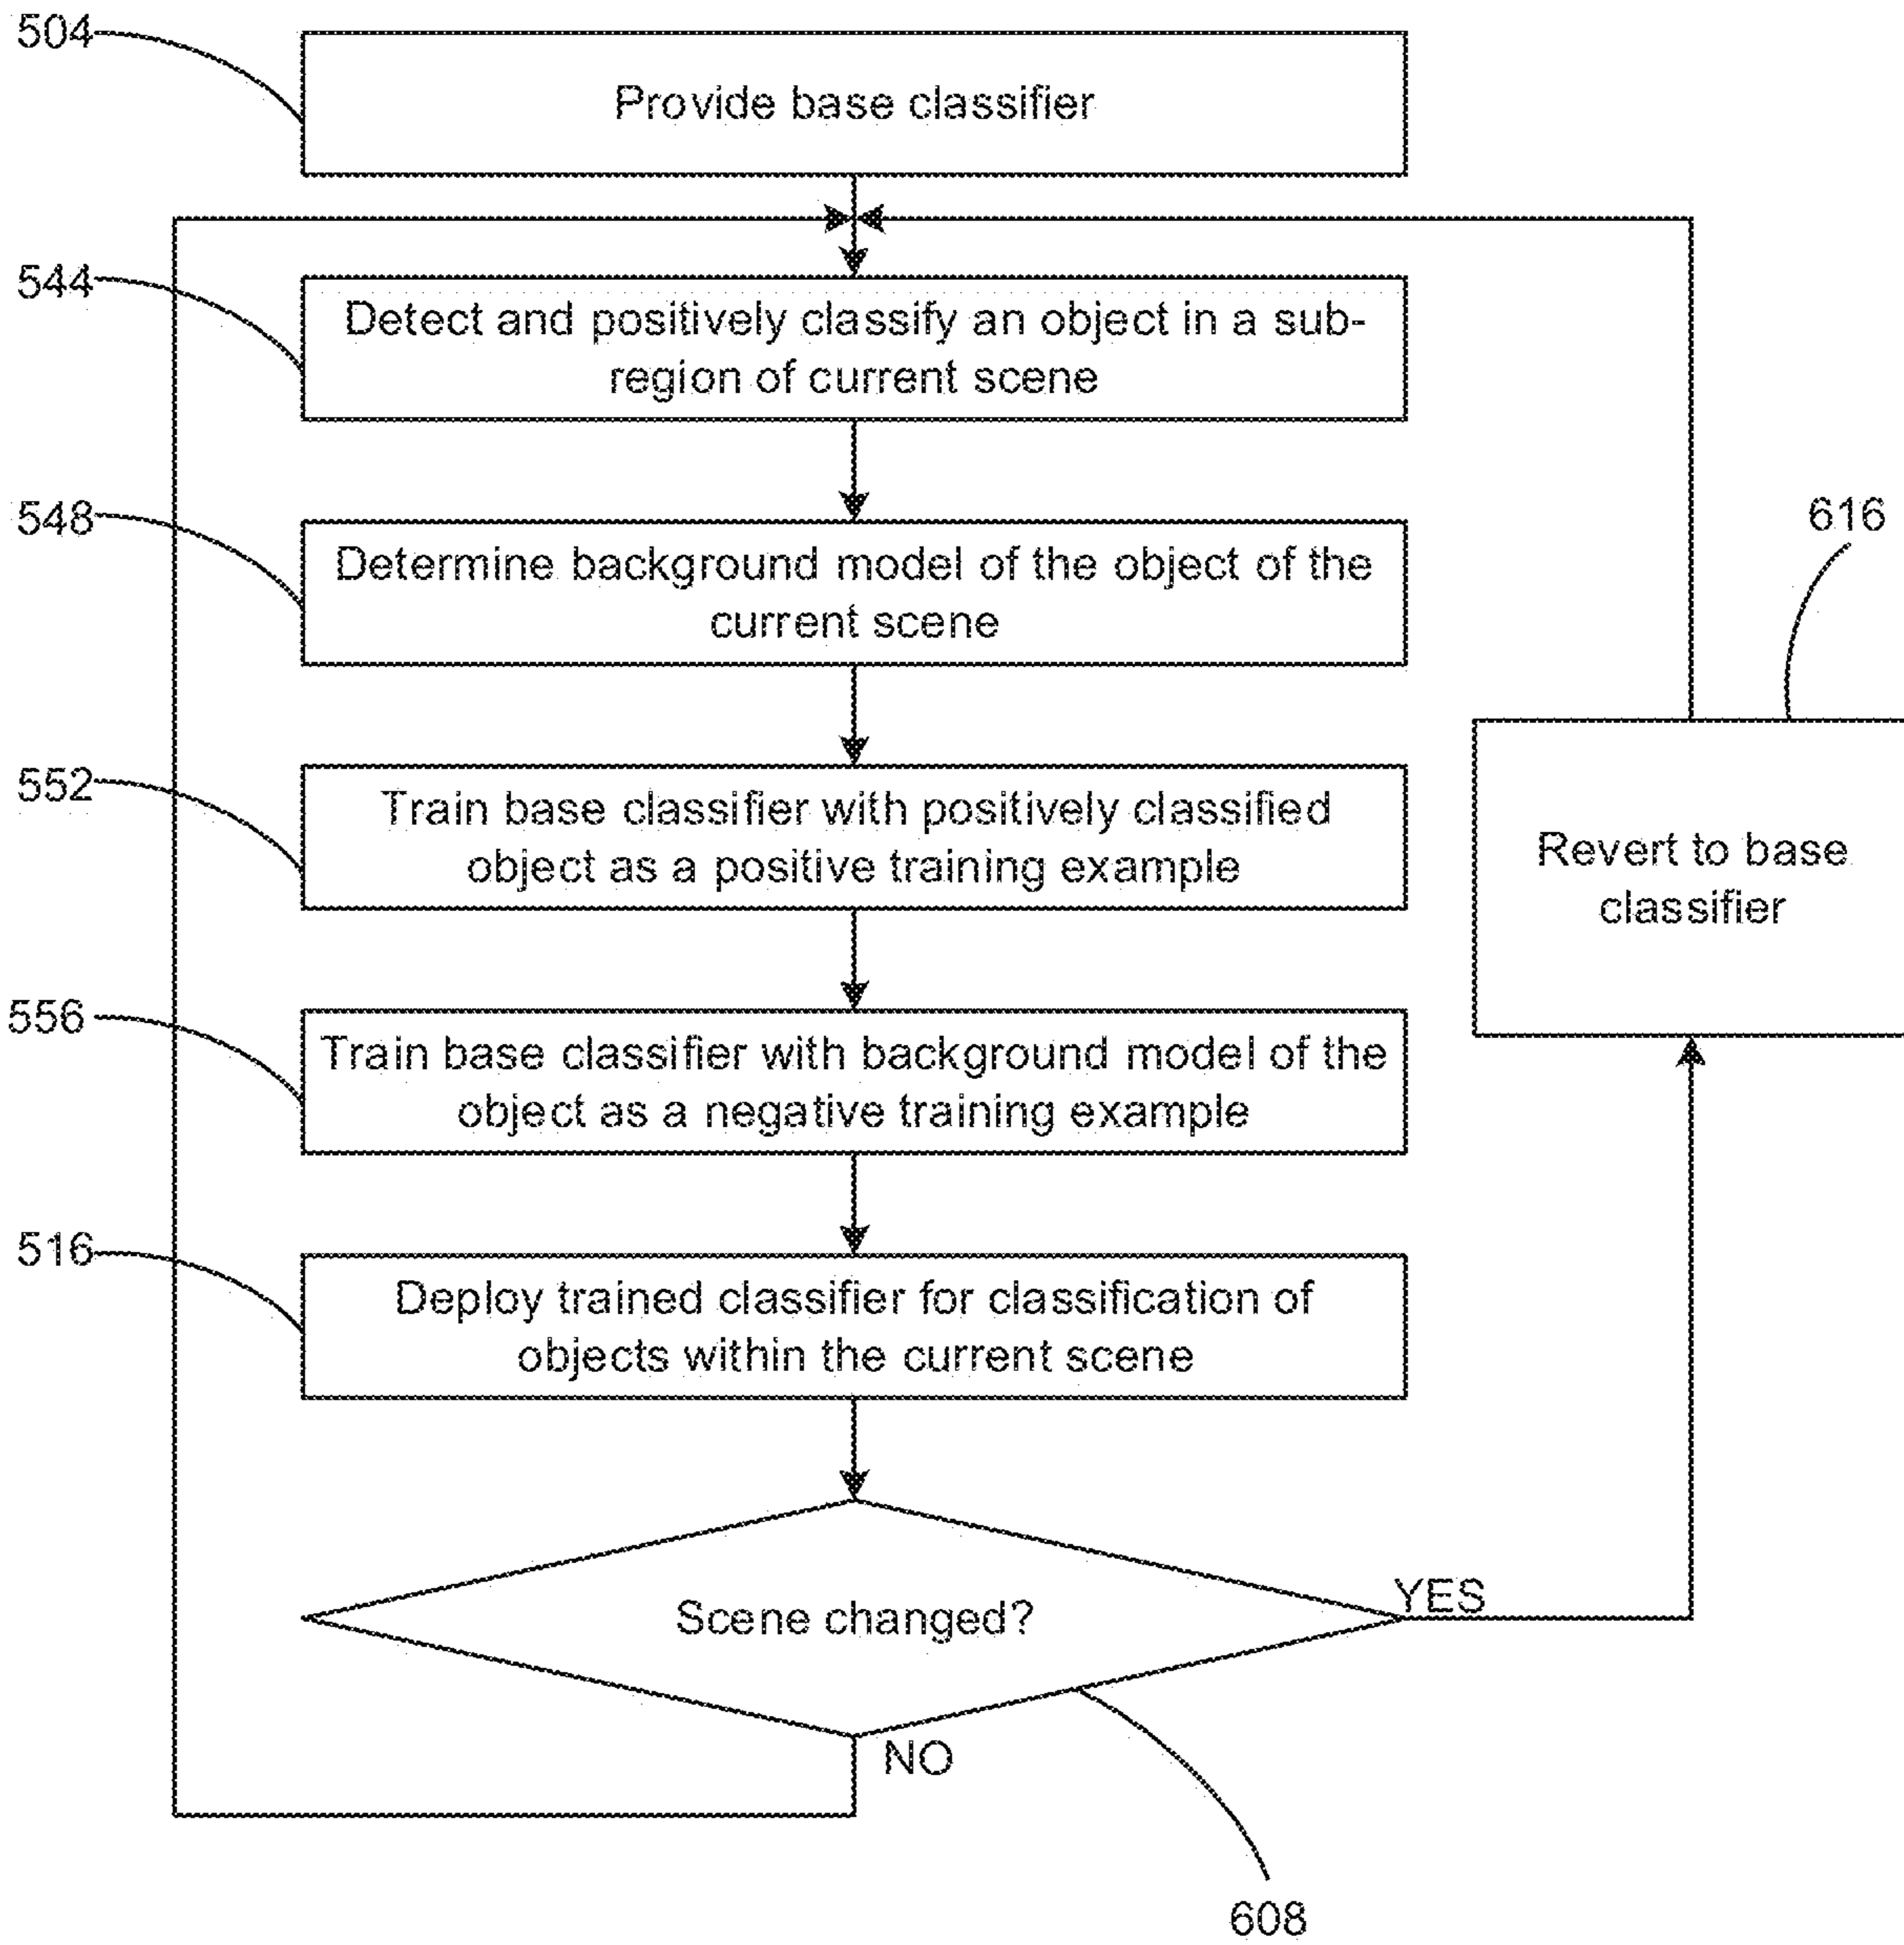 504
Provide base classifier
544
Detect and positively classify an object in a sub-
region of current scene
548
Determine background model of the object of the
current scene
616
552
Train base classifier with positively classified
object as a positive training example
Revert to base
classifier
556
Train base classifier with background model of the
object as a negative training example
516
Deploy trained classifier for classification of
objects within the current scene
YES
Scene changed?
NO
608